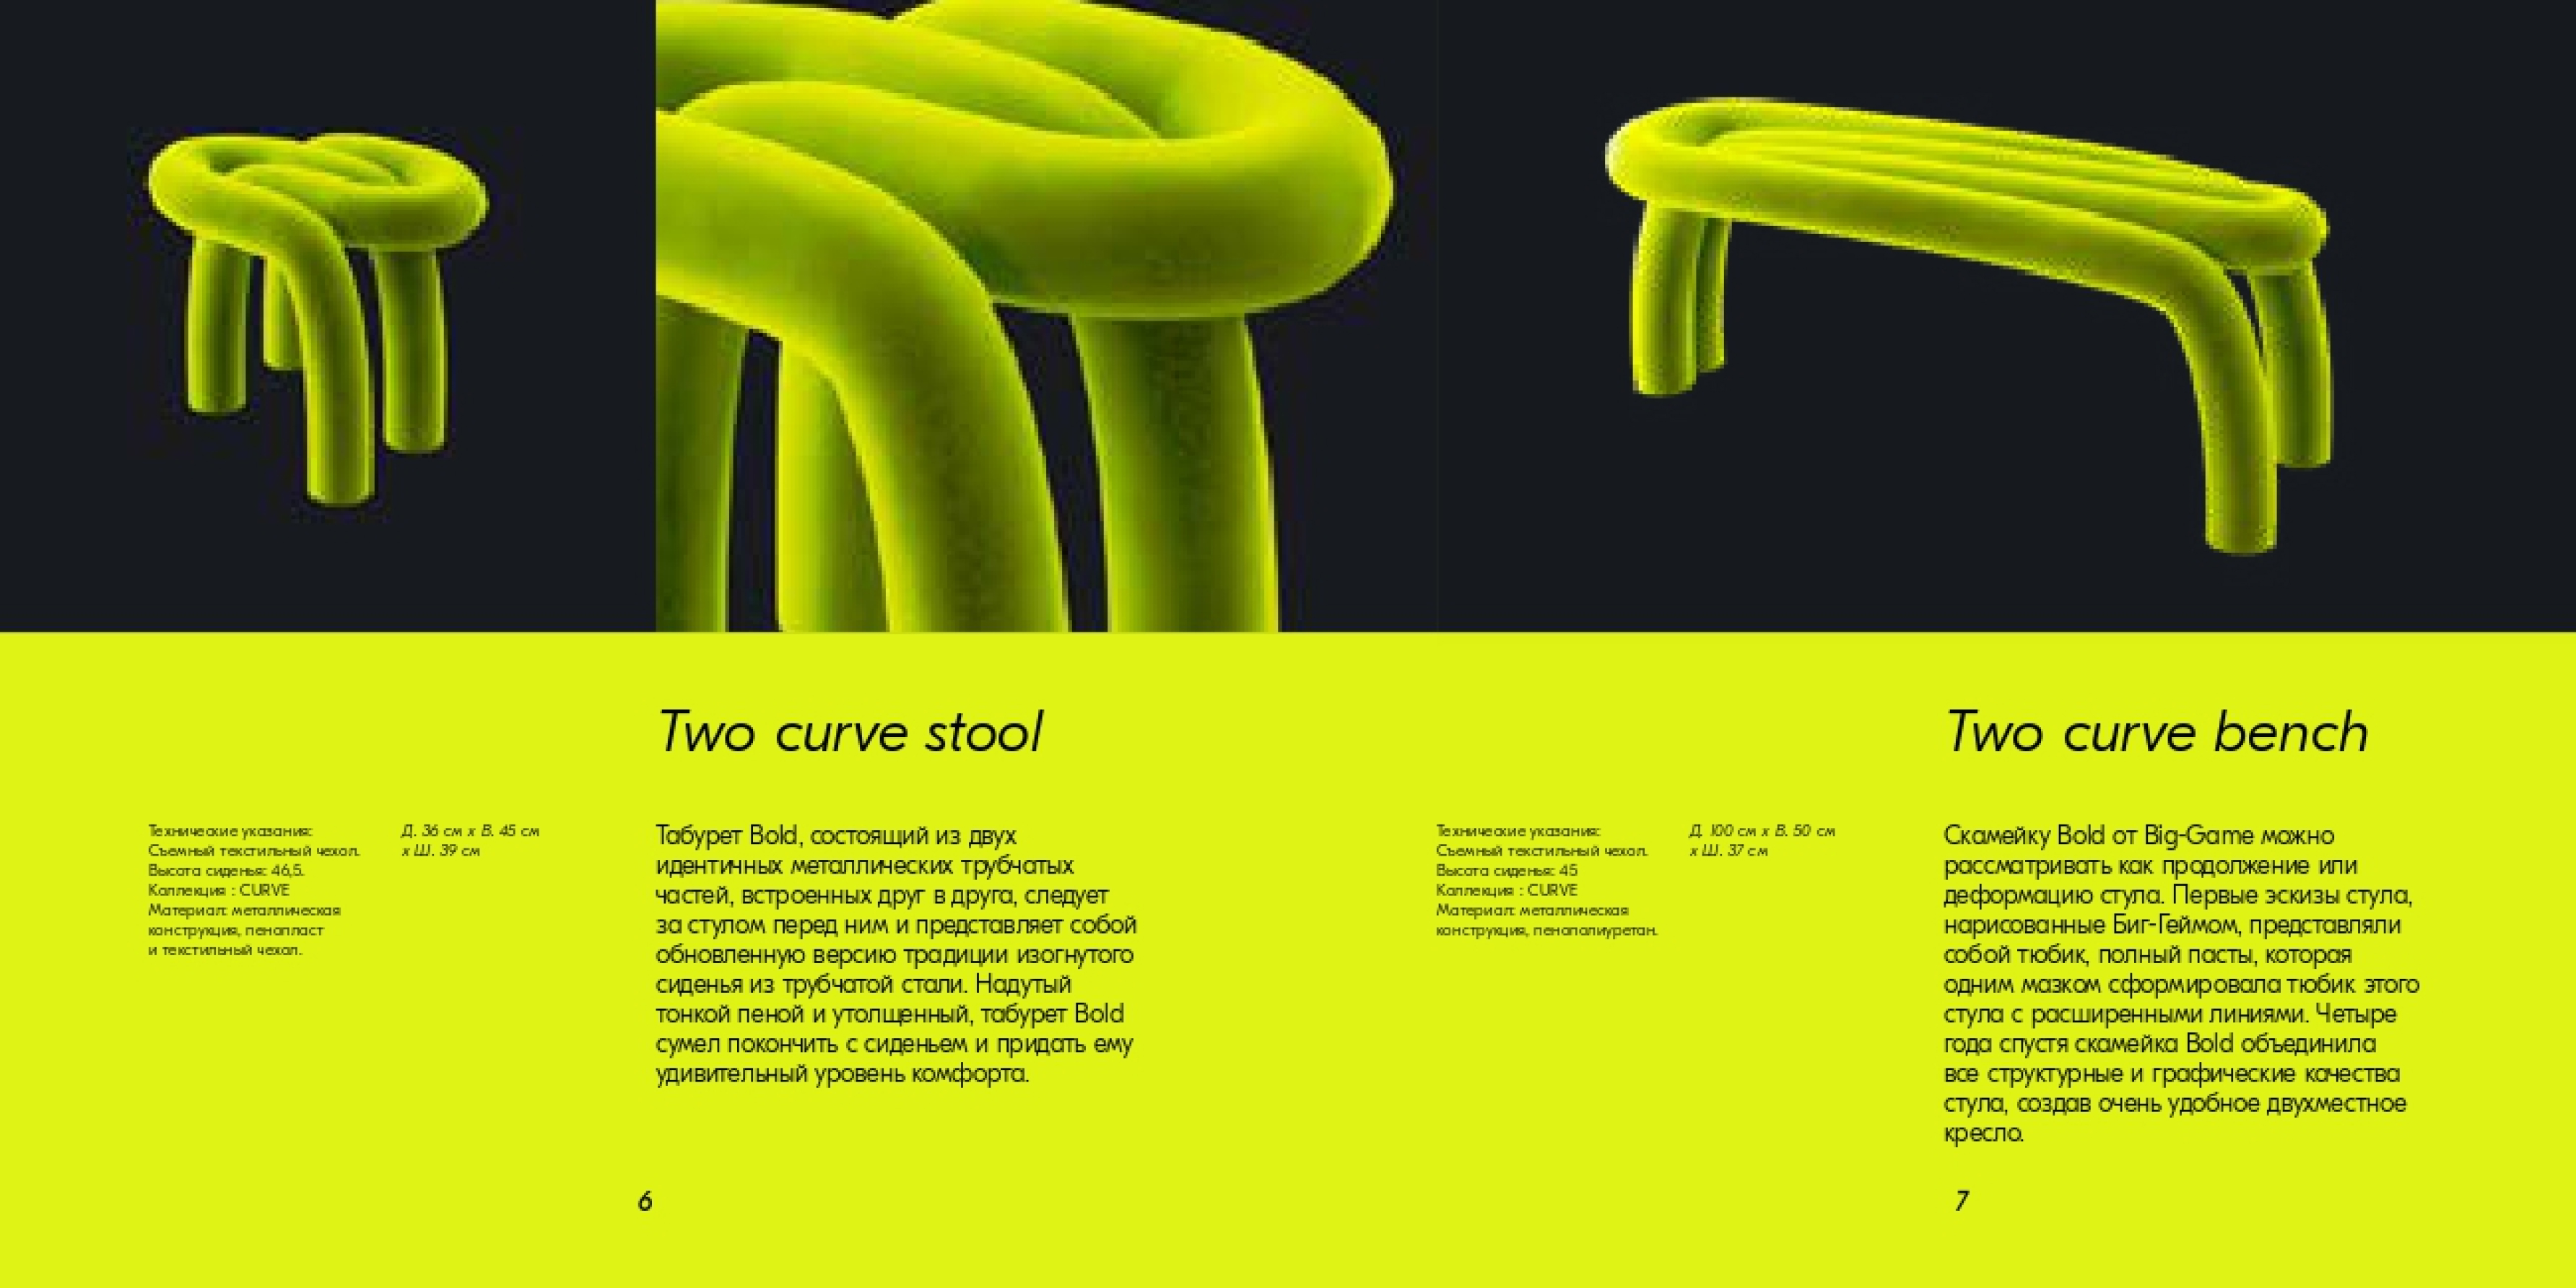 Two curve stool
Технические указания:
Съемный текстильный чехол.
Высота сиденья: 46,5.
Коллекция : CURVE
Материал: металлическая
конструкция, пенопласт
и текстильный чехол.
Д. 36 см x В. 45 см
x Ш. 39 см
Табурет Bold, состоящий из двух
идентичных металлических трубчатых
частей, встроенных друг в друга, следует
за стулом перед ним и представляет собой
обновленную версию традиции изогнутого
сиденья из трубчатой стали. Надутый
тонкой пеной и утолщенный, табурет Bold
сумел покончить с сиденьем и придать ему
удивительный уровень комфорта.
6
Two curve bench
Технические указания:
Съемный текстильный чехол.
Высота сиденья: 45
Коллекция : CURVE
Материал: металлическая
конструкция, пенополиуретан.
Д. 100 см x В. 50 см
x Ш. 37 см
Скамейку Bold от Big-Game можно
рассматривать как продолжение или
деформацию стула. Первые эскизы стула,
нарисованные Биг-Геймом, представляли
собой тюбик, полный пасты, которая
одним мазком сформировала тюбик этого
стула с расширенными линиями. Четыре
года спустя скамейка Bold объединила
все структурные и графические качества
стула, создав очень удобное двухместное
кресло.
7